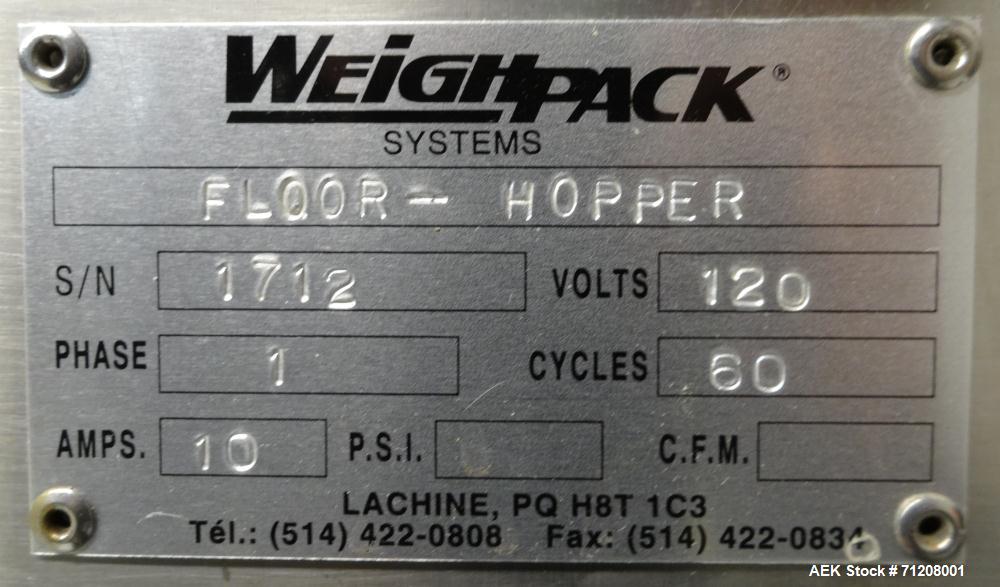 WEIGHPACK®
SYSTEMS
FLOOR- HOPPER
S/N 1712 VOLTS 120
PHASE 1 CYCLES 60
AMPS. 10 P.S.I. C.F.M.
LACHINE, PQ H8T 1C3
Tél.: (514) 422-0808 Fax: (514) 422-0834
AEK Stock # 71208001